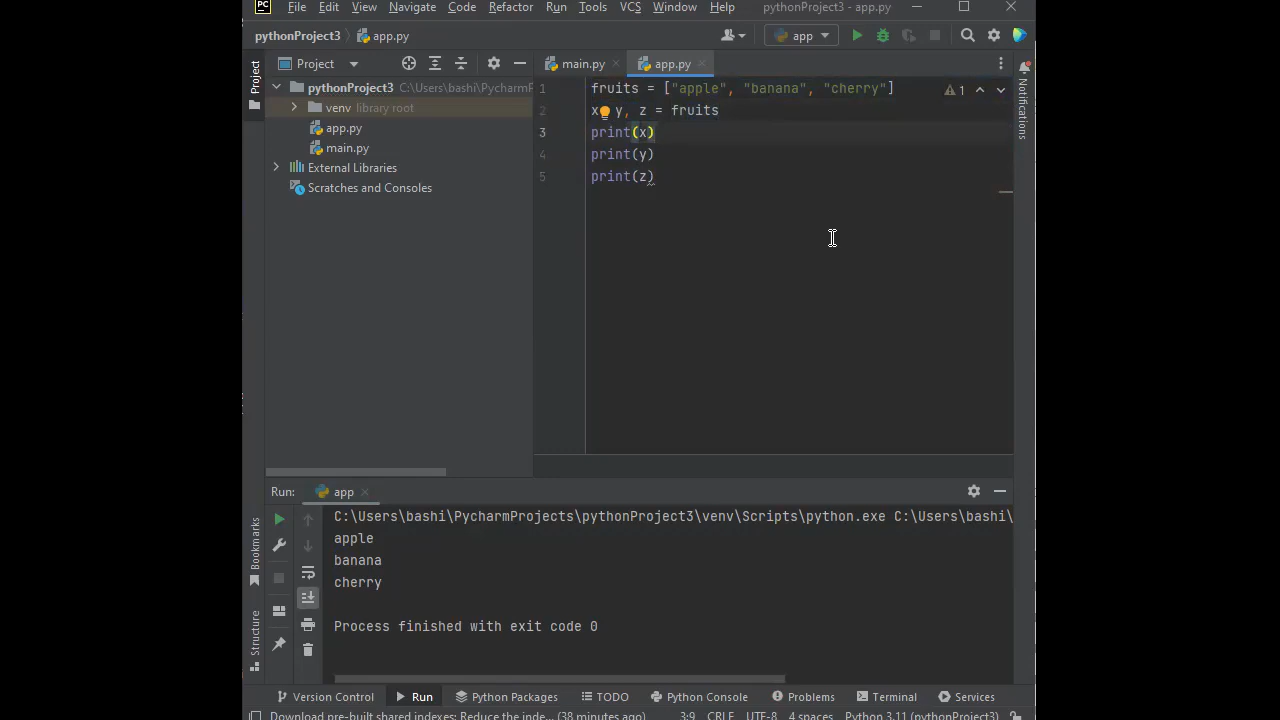 PC File Edit View Navigate Code Refactor Run Tools VCS Window Help pythonProject3 - app.py
pythonProject3 app.py app
Project
Project
main.py
app.py
pythonProject3 C:\Users\bashi\PycharmP
venv library root
app.py
main.py
External Libraries
Scratches and Consoles
1 fruits = ["apple", "banana", "cherry"] 1
2 x y, z = fruits
3 print(x)
4 print(y)
5 print(z)
Notifications
Run: app
C:\Users\bashi\PycharmProjects\pythonProject3\venv\Scripts\python.exe C:\Users\bashi\
apple
banana
cherry
Process finished with exit code 0
Bookmarks
Structure
Version Control Run Python Packages TODO Python Console Problems Terminal Services
Download pre-built shared indexes: Reduce the inde... (38 minutes ago) 3:9 CRLF UTF-8 4 spaces Python 3.11 (pythonProject3)